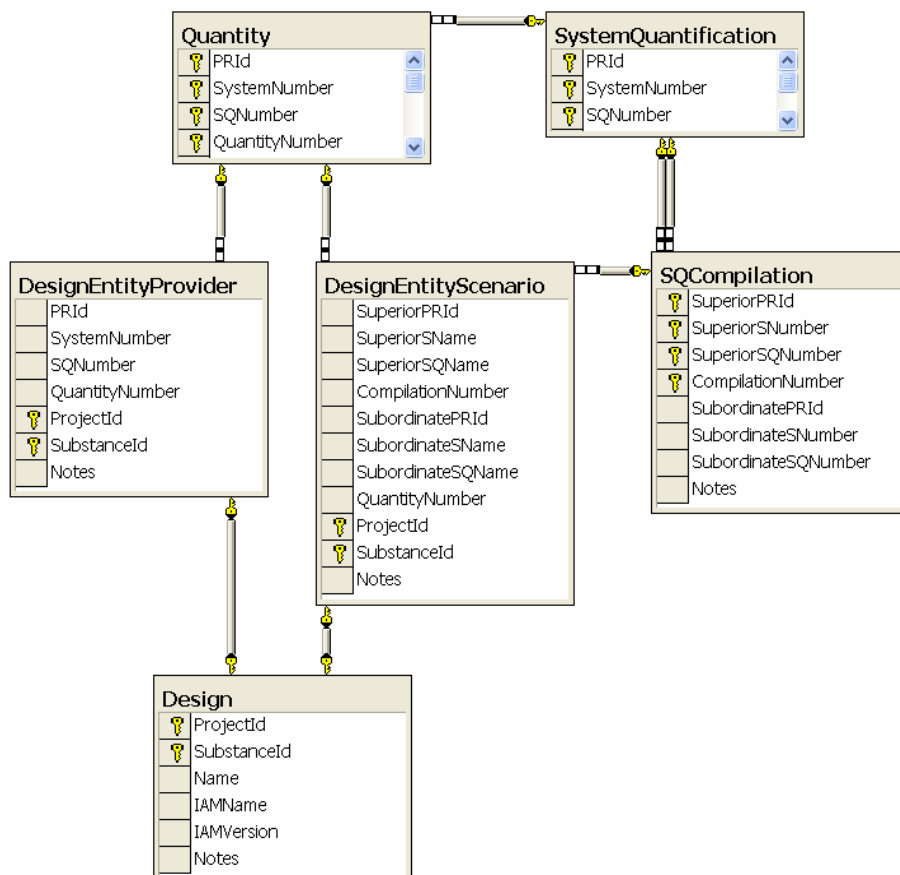 Quantity
PRId
SystemNumber
SQNumber
QuantityNumber
SystemQuantification
PRId
SystemNumber
SQNumber
DesignEntityProvider
PRId
SystemNumber
SQNumber
QuantityNumber
ProjectId
SubstanceId
Notes
DesignEntityScenario
SuperiorPRId
SuperiorSName
SuperiorSQName
CompilationNumber
SubordinatePRId
SubordinateSName
SubordinateSQName
QuantityNumber
ProjectId
SubstanceId
Notes
SQCompilation
SuperiorPRId
SuperiorSNumber
SuperiorSQNumber
CompilationNumber
SubordinatePRId
SubordinateSNumber
SubordinateSQNumber
Notes
Design
ProjectId
SubstanceId
Name
IAMName
IAMVersion
Notes